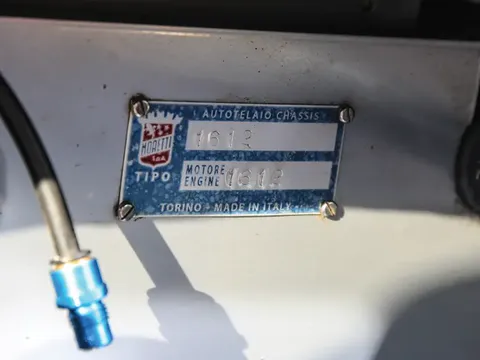 AUTOTELAIO CHASSIS
1612
MORETTI
S.p.A.
TIPO
MOTORE
ENGINE
1612
TORINO - MADE IN ITALY